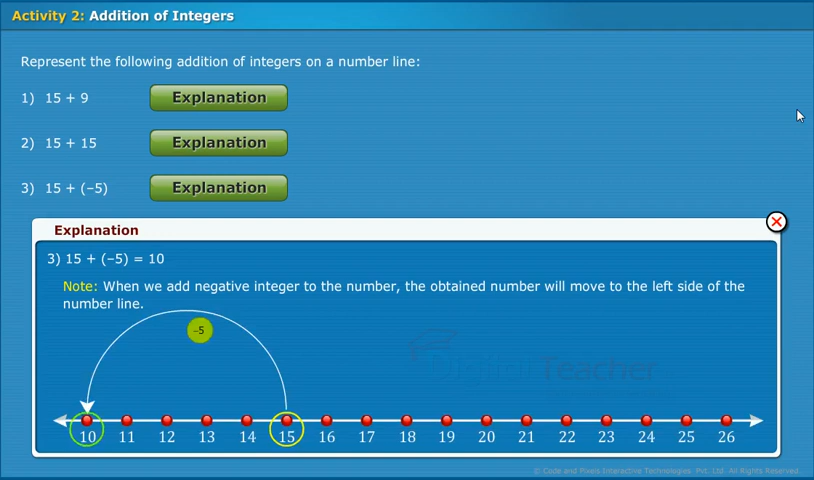 Activity 2: Addition of Integers
Represent the following addition of integers on a number line:
1) 15 + 9 Explanation
2) 15 + 15 Explanation
3) 15 + (–5) Explanation
Explanation
3) 15 + (–5) = 10
Note: When we add negative integer to the number, the obtained number will move to the left side of the
number line.
–5
Digital Teacher
10 11 12 13 14 15 16 17 18 19 20 21 22 23 24 25 26
© Code and Pixels Interactive Technologies Pvt. Ltd. All Rights Reserved.